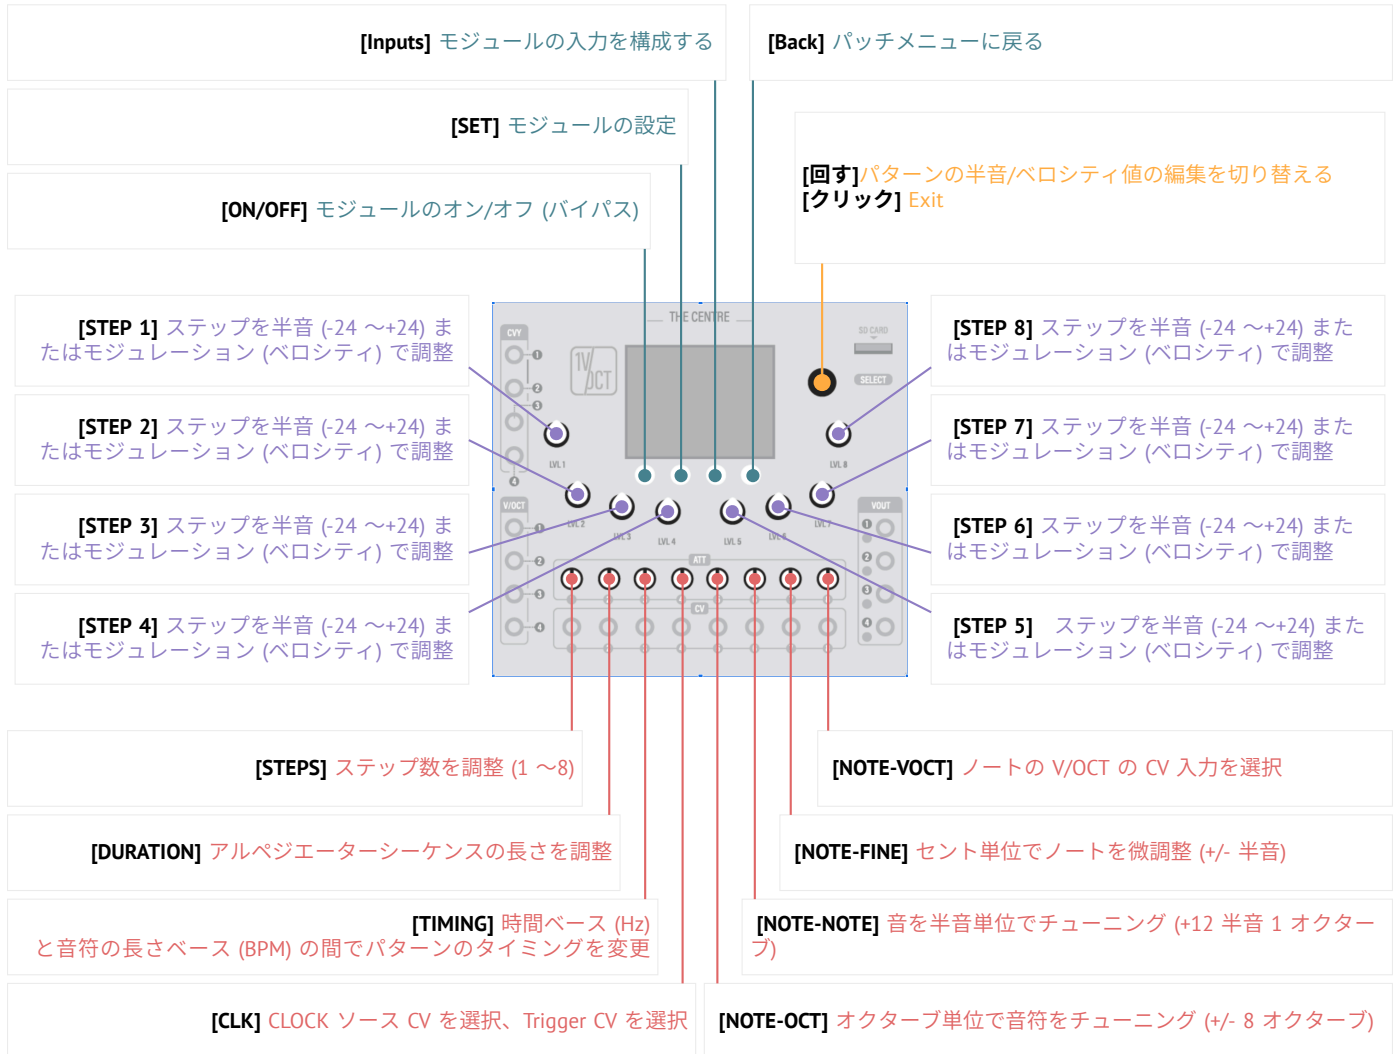 [Inputs] モジュールの入力を構成する
[Back] パッチメニューに戻る
[SET] モジュールの設定
[回す]パターンの半音/ベロシティ値の編集を切り替える
[クリック] Exit
[ON/OFF] モジュールのオン/オフ (バイパス)
[STEP 1] ステップを半音 (-24 ～+24) ま
たはモジュレーション (ベロシティ) で調整
[STEP 2] ステップを半音 (-24 ～+24) ま
たはモジュレーション (ベロシティ) で調整
[STEP 3] ステップを半音 (-24 ～+24) ま
たはモジュレーション (ベロシティ) で調整
[STEP 4] ステップを半音 (-24 ～+24) ま
たはモジュレーション (ベロシティ) で調整
THE CENTRE
CVY
1V/OCT
SD CARD
SELECT
1
2
3
4
LVL 1
LVL 8
V/OCT
VOUT
LVL 2
LVL 3
LVL 4
LVL 5
LVL 6
LVL 7
1
2
3
4
1
2
3
4
ATT
CV
[STEP 8] ステップを半音 (-24 ～+24) また
はモジュレーション (ベロシティ) で調整
[STEP 7] ステップを半音 (-24 ～+24) また
はモジュレーション (ベロシティ) で調整
[STEP 6] ステップを半音 (-24 ～+24) また
はモジュレーション (ベロシティ) で調整
[STEP 5] ステップを半音 (-24 ～+24) また
はモジュレーション (ベロシティ) で調整
[STEPS] ステップ数を調整 (1 ～8)
[NOTE-VOCT] ノートの V/OCT の CV 入力を選択
[DURATION] アルペジエーターシーケンスの長さを調整
[NOTE-FINE] セント単位でノートを微調整 (+/- 半音)
[TIMING] 時間ベース (Hz)
と音符の長さベース (BPM) の間でパターンのタイミングを変更
[NOTE-NOTE] 音を半音単位でチューニング (+12 半音 1 オクター
ブ)
[CLK] CLOCK ソース CV を選択、Trigger CV を選択
[NOTE-OCT] オクターブ単位で音符をチューニング (+/- 8 オクターブ)